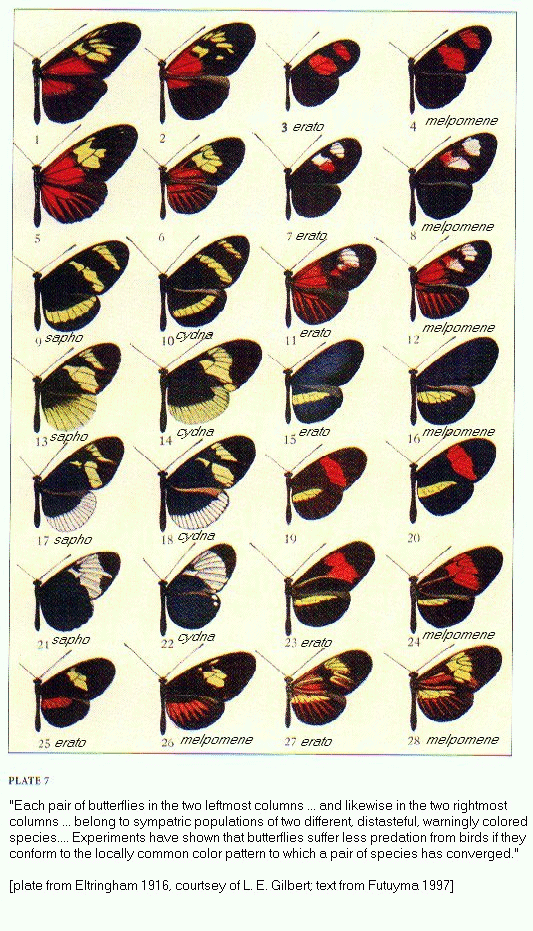 1
2
3 erato
4 melpomene
5
6
7 erato
8 melpomene
9 sapho
10 cydna
11 erato
12 melpomene
13 sapho
14 cydna
15 erato
16 melpomene
17 sapho
18 cydna
19
20
21 sapho
22 cydna
23 erato
24 melpomene
25 erato
26 melpomene
27 erato
28 melpomene
PLATE 7
"Each pair of butterflies in the two leftmost columns ... and likewise in the two rightmost
columns ... belong to sympatric populations of two different, distasteful, warningly colored
species.... Experiments have shown that butterflies suffer less predation from birds if they
conform to the locally common color pattern to which a pair of species has converged."
[plate from Eltringham 1916, courtsey of L. E. Gilbert; text from Futuyma 1997]